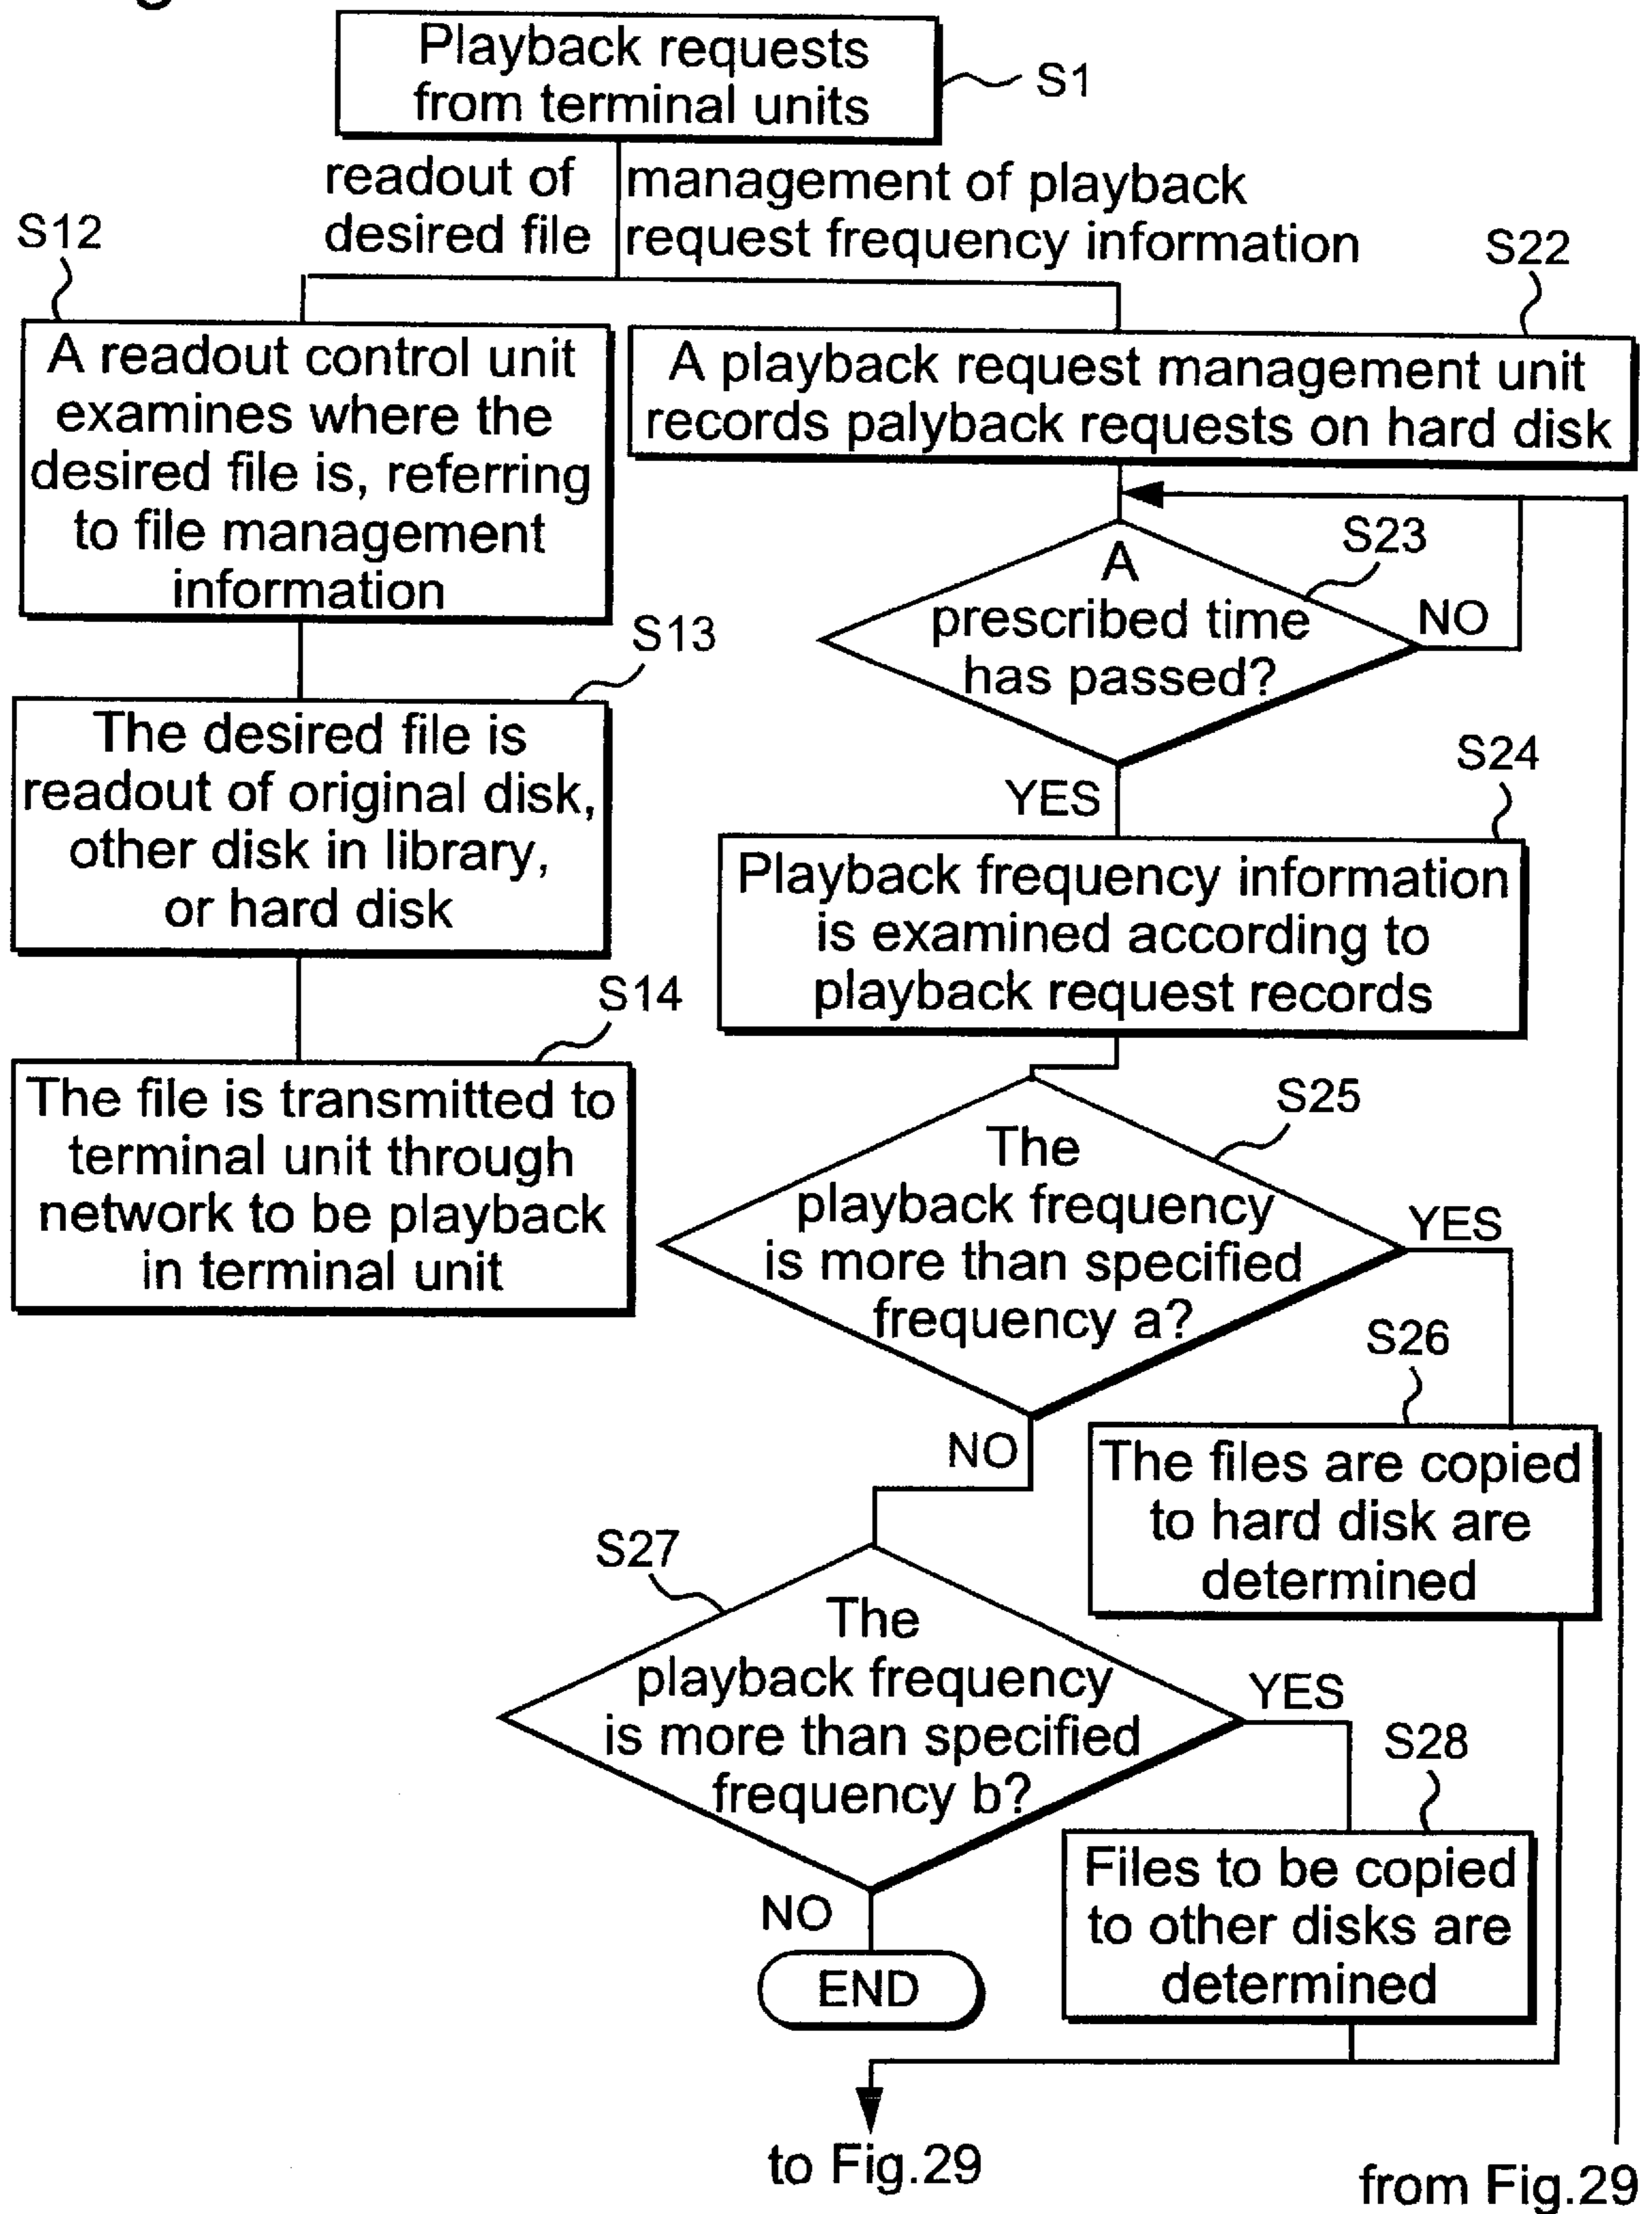 Playback requests
from terminal units
S1
readout of
desired file
management of playback
request frequency information
S12
A readout control unit
examines where the
desired file is, referring
to file management
information
S13
The desired file is
readout of original disk,
other disk in library,
or hard disk
S14
The file is transmitted to
terminal unit through
network to be playback
in terminal unit
S22
A playback request management unit
records palyback requests on hard disk
S23
A
prescribed time
has passed?
NO
YES
S24
Playback frequency information
is examined according to
playback request records
S25
The
playback frequency
is more than specified
frequency a?
YES
NO
S26
The files are copied
to hard disk are
determined
S27
The
playback frequency
is more than specified
frequency b?
YES
NO
S28
Files to be copied
to other disks are
determined
END
to Fig.29
from Fig.29